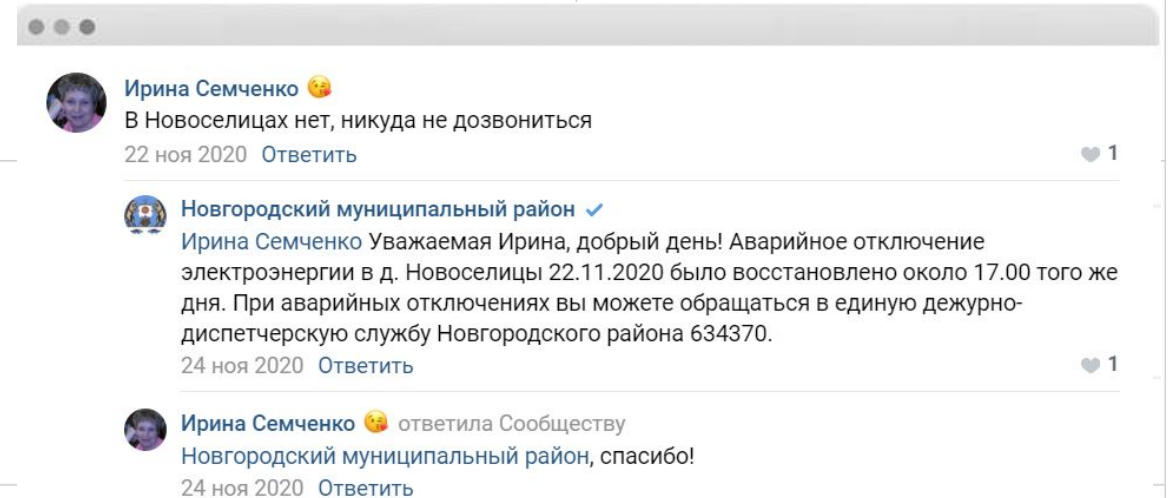 Ирина Семченко 😘
В Новоселицах нет, никуда не дозвониться
22 ноя 2020 Ответить 1
Новгородский муниципальный район
Ирина Семченко Уважаемая Ирина, добрый день! Аварийное отключение
электроэнергии в д. Новоселицы 22.11.2020 было восстановлено около 17.00 того же
дня. При аварийных отключениях вы можете обращаться в единую дежурно-
диспетчерскую службу Новгородского района 634370.
24 ноя 2020 Ответить 1
Ирина Семченко 😘 ответила Сообществу
Новгородский муниципальный район, спасибо!
24 ноя 2020 Ответить